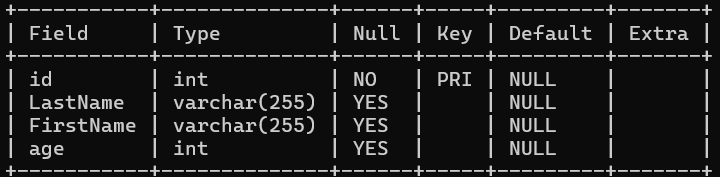 +-----------+--------------+------+-----+---------+-------+
| Field     | Type         | Null | Key | Default | Extra |
+-----------+--------------+------+-----+---------+-------+
| id        | int          | NO   | PRI | NULL    |       |
| LastName  | varchar(255) | YES  |     | NULL    |       |
| FirstName | varchar(255) | YES  |     | NULL    |       |
| age       | int          | YES  |     | NULL    |       |
+-----------+--------------+------+-----+---------+-------+